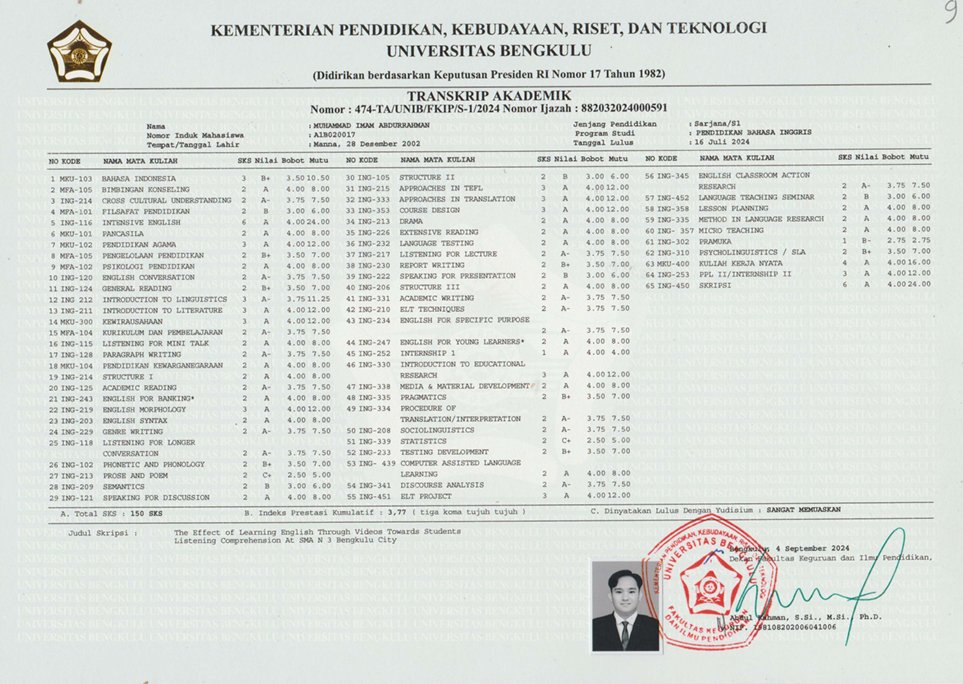 9
KEMENTERIAN PENDIDIKAN, KEBUDAYAAN, RISET, DAN TEKNOLOGI
UNIVERSITAS BENGKULU
(Didirikan berdasarkan Keputusan Presiden RI Nomor 17 Tahun 1982)
TRANSKRIP AKADEMIK
Nomor : 474-TA/UNIB/FKIP/S-1/2024 Nomor Ijazah : 882032024000591
Nama : MUHAMMAD IMAM ABDURRAHMAN
Nomor Induk Mahasiswa : A1B020017
Tempat/Tanggal Lahir : Manna, 28 Desember 2002
Jenjang Pendidikan : Sarjana/S1
Program Studi : PENDIDIKAN BAHASA INGGRIS
Tanggal Lulus : 16 Juli 2024
NO KODE NAMA MATA KULIAH SKS Nilai Bobot Mutu
1 MKU-103 BAHASA INDONESIA 3 B+ 3.50 10.50
2 MFA-105 BIMBINGAN KONSELING 2 A 4.00 8.00
3 ING-214 CROSS CULTURAL UNDERSTANDING 2 A- 3.75 7.50
4 MFA-101 FILSAFAT PENDIDIKAN 2 B 3.00 6.00
5 ING-116 INTENSIVE ENGLISH 6 A 4.00 24.00
6 MKU-101 PANCASILA 2 A 4.00 8.00
7 MKU-102 PENDIDIKAN AGAMA 3 A 4.00 12.00
8 MFA-105 PENGELOLAAN PENDIDIKAN 2 B+ 3.50 7.00
9 MFA-102 PSIKOLOGI PENDIDIKAN 2 A 4.00 8.00
10 ING-120 ENGLISH CONVERSATION 2 A- 3.75 7.50
11 ING-124 GENERAL READING 2 B+ 3.50 7.00
12 ING 212 INTRODUCTION TO LINGUISTICS 3 A- 3.75 11.25
13 ING-211 INTRODUCTION TO LITERATURE 3 A 4.00 12.00
14 MKU-300 KEWIRAUSAHAAN 3 A 4.00 12.00
15 MFA-104 KURIKULUM DAN PEMBELAJARAN 2 A- 3.75 7.50
16 ING-115 LISTENING FOR MINI TALK 2 A 4.00 8.00
17 ING-128 PARAGRAPH WRITING 2 A- 3.75 7.50
18 MKU-104 PENDIDIKAN KEWARGANEGARAAN 2 A 4.00 8.00
19 ING-214 STRUCTURE I 2 A 4.00 8.00
20 ING-125 ACADEMIC READING 2 A- 3.75 7.50
21 ING-243 ENGLISH FOR BANKING* 2 A 4.00 8.00
22 ING-219 ENGLISH MORPHOLOGY 3 A 4.00 12.00
23 ING-203 ENGLISH SYNTAX 2 A 4.00 8.00
24 ING-229 GENRE WRITING 2 A- 3.75 7.50
25 ING-118 LISTENING FOR LONGER
CONVERSATION 2 A- 3.75 7.50
26 ING-102 PHONETIC AND PHONOLOGY 2 B+ 3.50 7.00
27 ING-213 PROSE AND POEM 2 C+ 2.50 5.00
28 ING-209 SEMANTICS 2 B 3.00 6.00
29 ING-121 SPEAKING FOR DISCUSSION 2 A 4.00 8.00
NO KODE NAMA MATA KULIAH SKS Nilai Bobot Mutu
30 ING-105 STRUCTURE II 2 B 3.00 6.00
31 ING-215 APPROACHES IN TEFL 3 A 4.00 12.00
32 ING-333 APPROACHES IN TRANSLATION 3 A 4.00 12.00
33 ING-353 COURSE DESIGN 3 A 4.00 12.00
34 ING-213 DRAMA 2 A 4.00 8.00
35 ING-226 EXTENSIVE READING 2 A 4.00 8.00
36 ING-232 LANGUAGE TESTING 2 A 4.00 8.00
37 ING-217 LISTENING FOR LECTURE 2 A- 3.75 7.50
38 ING-230 REPORT WRITING 2 B+ 3.50 7.00
39 ING-222 SPEAKING FOR PRESENTATION 2 B 3.00 6.00
40 ING-206 STRUCTURE III 2 A 4.00 8.00
41 ING-331 ACADEMIC WRITING 2 A- 3.75 7.50
42 ING-210 ELT TECHNIQUES 2 A- 3.75 7.50
43 ING-234 ENGLISH FOR SPECIFIC PURPOSE
2 A- 3.75 7.50
44 ING-247 ENGLISH FOR YOUNG LEARNERS* 2 A 4.00 8.00
45 ING-252 INTERNSHIP 1 1 A 4.00 4.00
46 ING-330 INTRODUCTION TO EDUCATIONAL
RESEARCH 3 A 4.00 12.00
47 ING-338 MEDIA & MATERIAL DEVELOPMENT* 2 A 4.00 8.00
48 ING-335 PRAGMATICS 2 B+ 3.50 7.00
49 ING-334 PROCEDURE OF
TRANSLATION/INTERPRETATION 2 A- 3.75 7.50
50 ING-208 SOCIOLINGUISTICS 2 A- 3.75 7.50
51 ING-339 STATISTICS 2 C+ 2.50 5.00
52 ING-233 TESTING DEVELOPMENT 2 B+ 3.50 7.00
53 ING- 439 COMPUTER ASSISTED LANGUAGE
LEARNING 2 A 4.00 8.00
54 ING-341 DISCOURSE ANALYSIS 2 A- 3.75 7.50
55 ING-451 ELT PROJECT 3 A 4.00 12.00
NO KODE NAMA MATA KULIAH SKS Nilai Bobot Mutu
56 ING-345 ENGLISH CLASSROOM ACTION
RESEARCH 2 A- 3.75 7.50
57 ING-452 LANGUAGE TEACHING SEMINAR 2 B 3.00 6.00
58 ING-358 LESSON PLANNING 2 A 4.00 8.00
59 ING-335 METHOD IN LANGUAGE RESEARCH 2 A 4.00 8.00
60 ING- 357 MICRO TEACHING 2 A 4.00 8.00
61 ING-302 PRAMUKA 1 B- 2.75 2.75
62 ING-310 PSYCHOLINGUISTICS / SLA 2 B+ 3.50 7.00
63 MKU-400 KULIAH KERJA NYATA 4 A 4.00 16.00
64 ING-253 PPL II/INTERNSHIP II 3 A 4.00 12.00
65 ING-450 SKRIPSI 6 A 4.00 24.00
A. Total SKS : 150 SKS B. Indeks Prestasi Kumulatif : 3,77 ( tiga koma tujuh tujuh ) C. Dinyatakan Lulus Dengan Yudisium : SANGAT MEMUASKAN
Judul Skripsi : The Effect of Learning English Through Videos Towards Students
Listening Comprehension At SMA N 3 Bengkulu City
Bengkulu, 4 September 2024
Dekan Fakultas Keguruan dan Ilmu Pendidikan,
KEMENTERIAN PENDIDIKAN, KEBUDAYAAN, RISET,
UNIVERSITAS BENGKULU
FAKULTAS KEGURUAN
DAN ILMU PENDIDIKAN
Abdul Rahman, S.Si., M.Si., Ph.D.
NIP. 198108202006041006